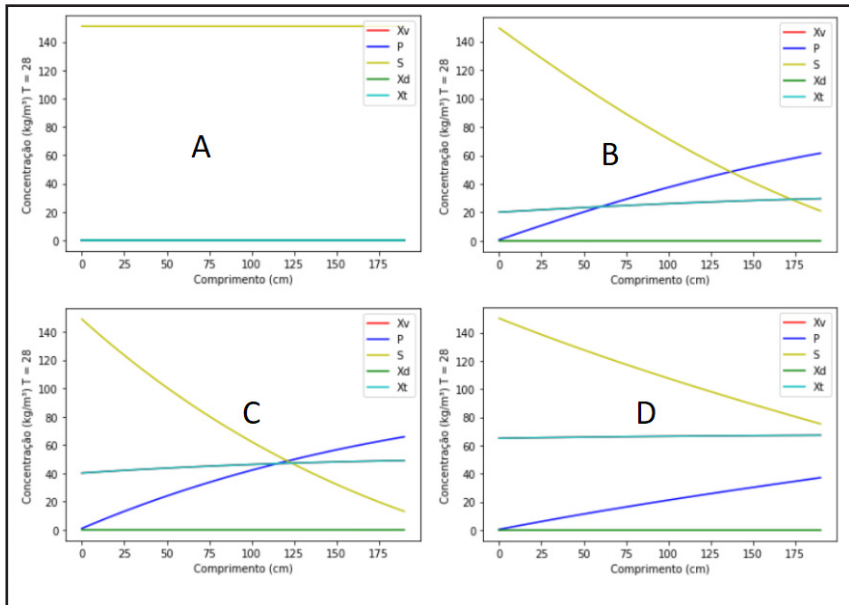 Concentração (kg/m³) T = 28
140
120
100
80
60
40
20
0
A
Xv
P
S
Xd
Xt
0 25 50 75 100 125 150 175
Comprimento (cm)
Concentração (kg/m³) T = 28
140
120
100
80
60
40
20
0
B
Xv
P
S
Xd
Xt
0 25 50 75 100 125 150 175
Comprimento (cm)
Concentração (kg/m³) T = 28
140
120
100
80
60
40
20
0
C
Xv
P
S
Xd
Xt
0 25 50 75 100 125 150 175
Comprimento (cm)
Concentração (kg/m³) T = 28
140
120
100
80
60
40
20
0
D
Xv
P
S
Xd
Xt
0 25 50 75 100 125 150 175
Comprimento (cm)